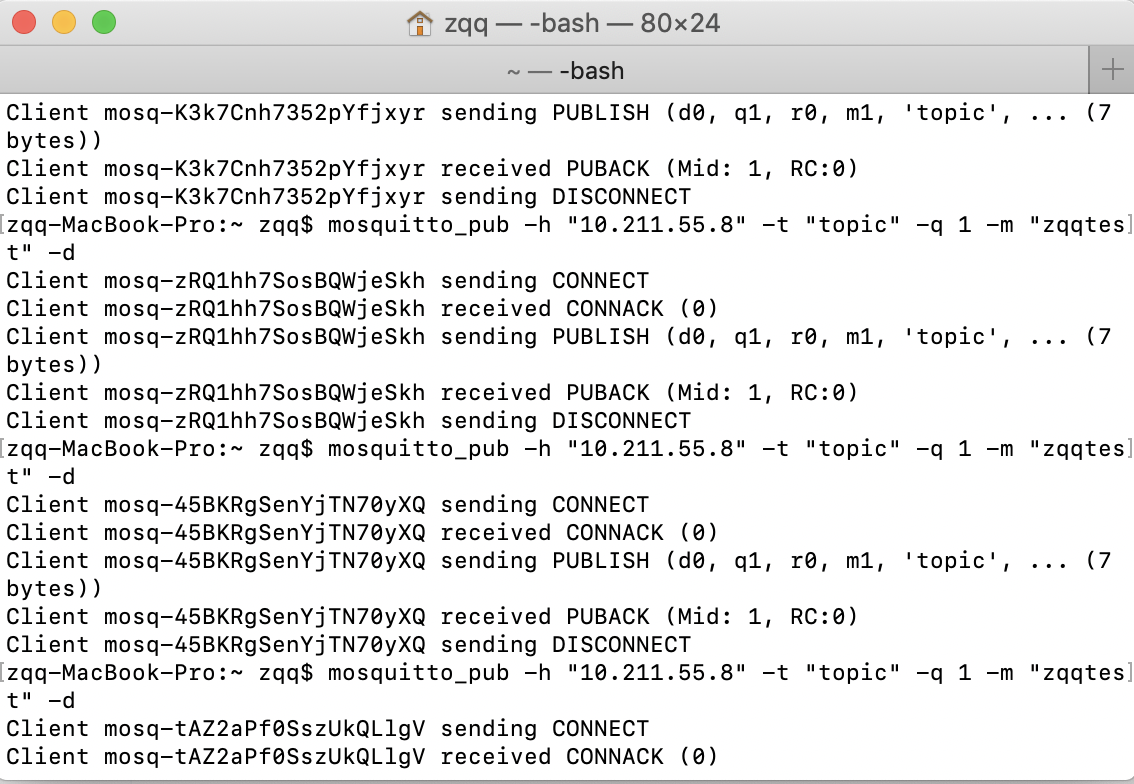 zqq — -bash — 80×24
~ — -bash
Client mosq-K3k7Cnh7352pYfjxyr sending PUBLISH (d0, q1, r0, m1, 'topic', ... (7
bytes))
Client mosq-K3k7Cnh7352pYfjxyr received PUBACK (Mid: 1, RC:0)
Client mosq-K3k7Cnh7352pYfjxyr sending DISCONNECT
[zqq-MacBook-Pro:~ zqq$ mosquitto_pub -h "10.211.55.8" -t "topic" -q 1 -m "zqqtes]
t" -d
Client mosq-zRQ1hh7SosBQWjeSkh sending CONNECT
Client mosq-zRQ1hh7SosBQWjeSkh received CONNACK (0)
Client mosq-zRQ1hh7SosBQWjeSkh sending PUBLISH (d0, q1, r0, m1, 'topic', ... (7
bytes))
Client mosq-zRQ1hh7SosBQWjeSkh received PUBACK (Mid: 1, RC:0)
Client mosq-zRQ1hh7SosBQWjeSkh sending DISCONNECT
[zqq-MacBook-Pro:~ zqq$ mosquitto_pub -h "10.211.55.8" -t "topic" -q 1 -m "zqqtes]
t" -d
Client mosq-45BKRgSenYjTN70yXQ sending CONNECT
Client mosq-45BKRgSenYjTN70yXQ received CONNACK (0)
Client mosq-45BKRgSenYjTN70yXQ sending PUBLISH (d0, q1, r0, m1, 'topic', ... (7
bytes))
Client mosq-45BKRgSenYjTN70yXQ received PUBACK (Mid: 1, RC:0)
Client mosq-45BKRgSenYjTN70yXQ sending DISCONNECT
[zqq-MacBook-Pro:~ zqq$ mosquitto_pub -h "10.211.55.8" -t "topic" -q 1 -m "zqqtes]
t" -d
Client mosq-tAZ2aPf0SszUkQLlgV sending CONNECT
Client mosq-tAZ2aPf0SszUkQLlgV received CONNACK (0)